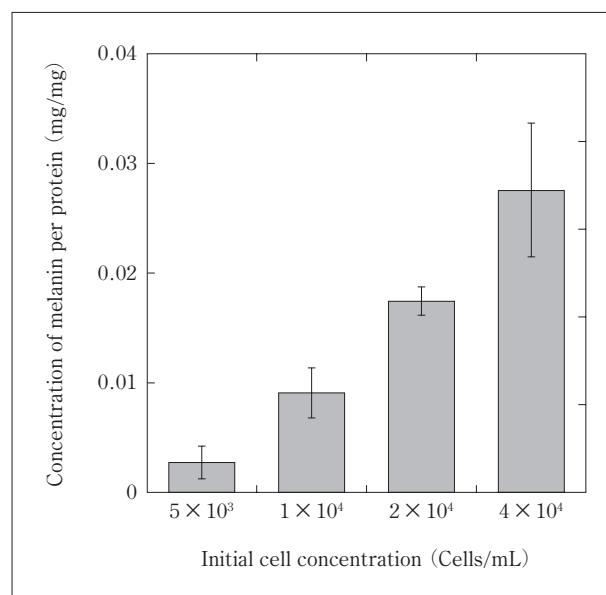 Concentration of melanin per protein (mg/mg)
0.04
0.03
0.02
0.01
0
5 × 10³
1 × 10⁴
2 × 10⁴
4 × 10⁴
Initial cell concentration (Cells/mL)